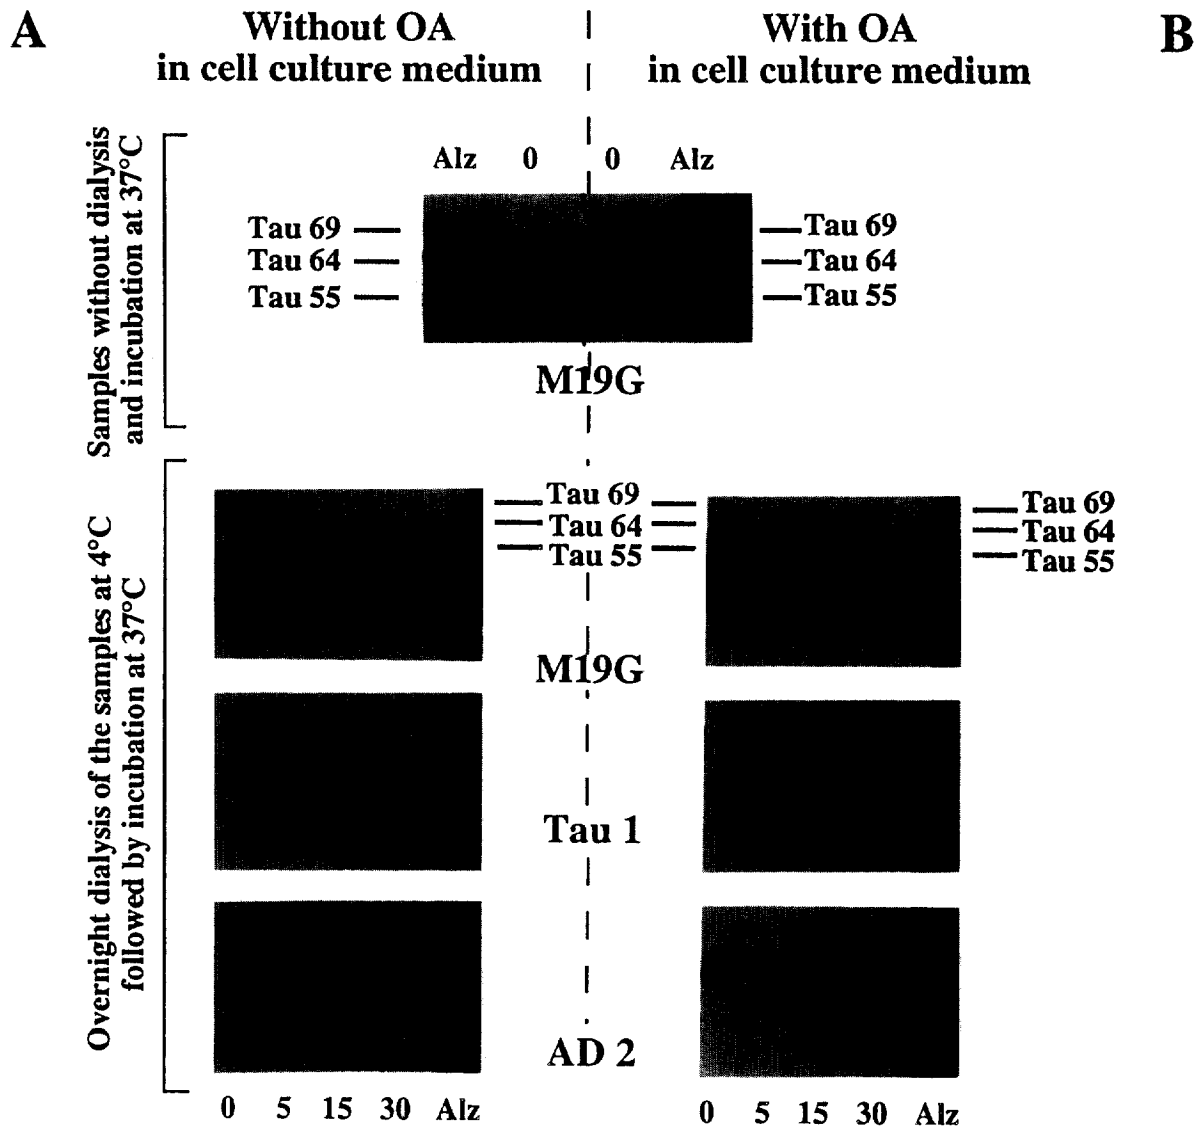 A
Without OA
in cell culture medium
With OA
in cell culture medium
B
Samples without dialysis
and incubation at 37°C
Alz 0 0 Alz
Tau 69
Tau 64
Tau 55
Tau 69
Tau 64
Tau 55
M19G
Overnight dialysis of the samples at 4°C
followed by incubation at 37°C
Tau 69
Tau 64
Tau 55
Tau 69
Tau 64
Tau 55
M19G
Tau 1
AD 2
0 5 15 30 Alz
0 5 15 30 Alz